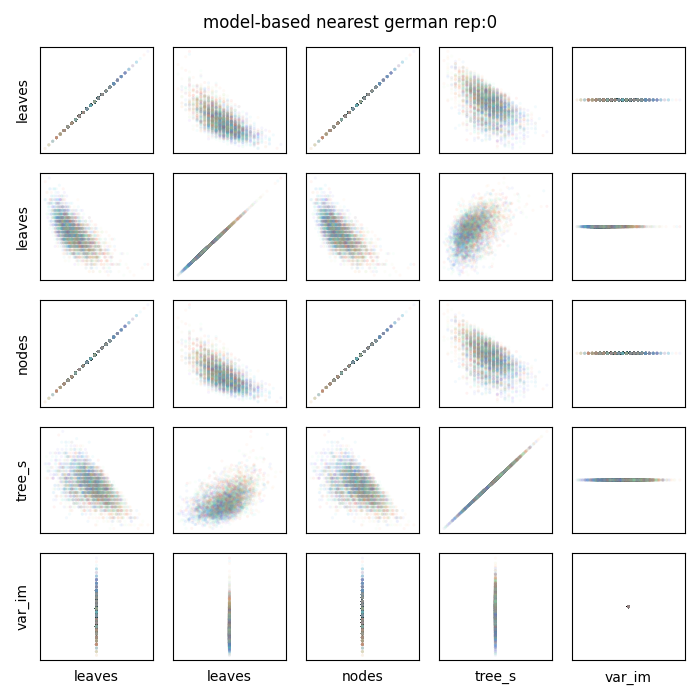 model-based nearest german rep:0
leaves
leaves
nodes
tree_s
var_im
leaves
leaves
nodes
tree_s
var_im